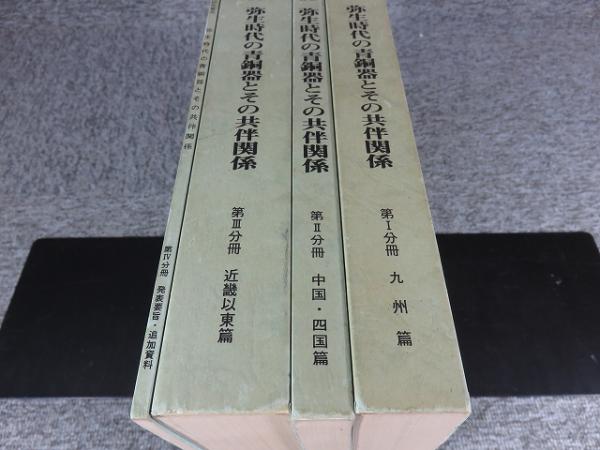 弥生時代の青銅器とその共伴関係
第Ⅰ分冊 九州篇
弥生時代の青銅器とその共伴関係
第Ⅱ分冊 中国・四国篇
弥生時代の青銅器とその共伴関係
第Ⅲ分冊 近畿以東篇
弥生時代の青銅器とその共伴関係
第Ⅳ分冊 発表要旨・追加資料